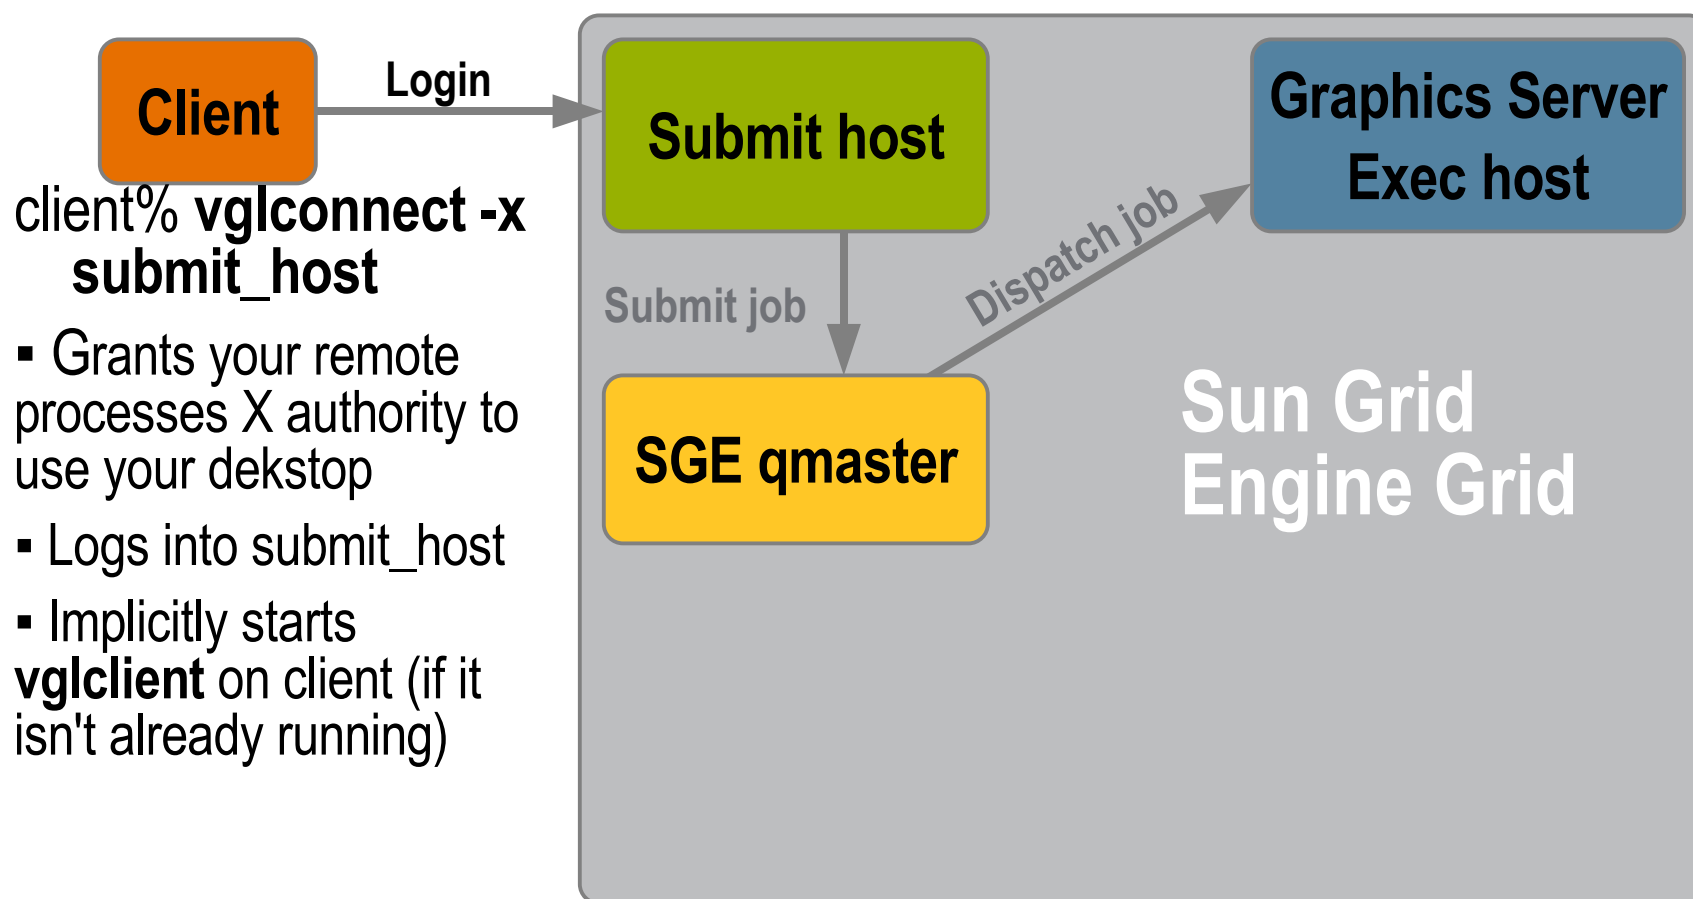 Client
Login
Submit host
Graphics Server
Exec host
client% vglconnect -x
submit_host
Submit job
Dispatch job
▪ Grants your remote
processes X authority to
use your dekstop
SGE qmaster
Sun Grid
Engine Grid
▪ Logs into submit_host
▪ Implicitly starts
vglclient on client (if it
isn't already running)